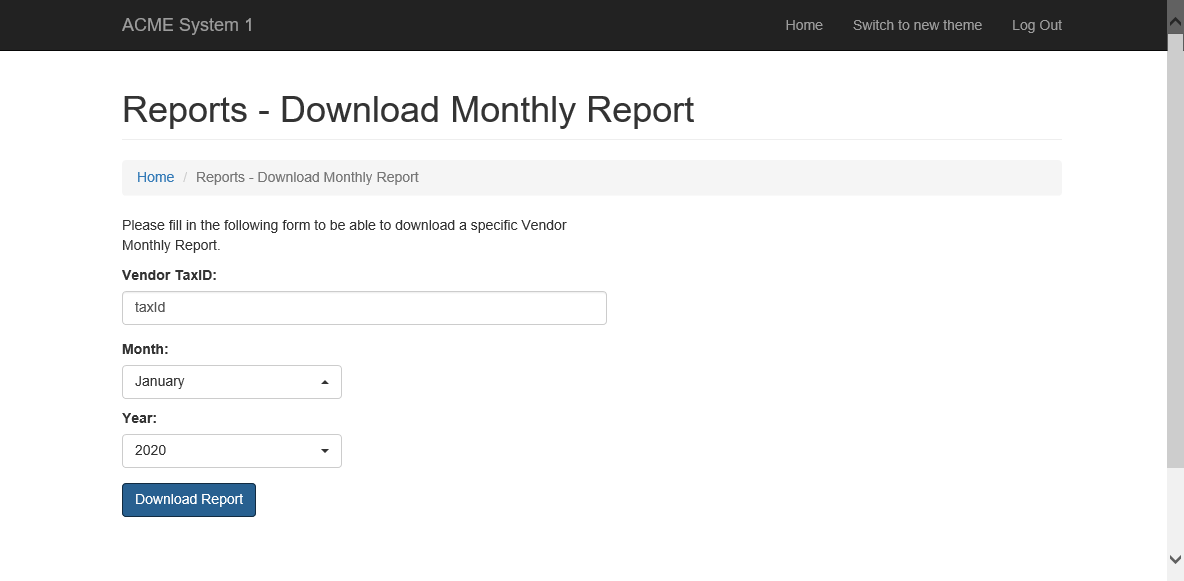 ACME System 1
Home
Switch to new theme
Log Out
Reports - Download Monthly Report
Home / Reports - Download Monthly Report
Please fill in the following form to be able to download a specific Vendor
Monthly Report.
Vendor TaxID:
taxId
Month:
January
Year:
2020
Download Report